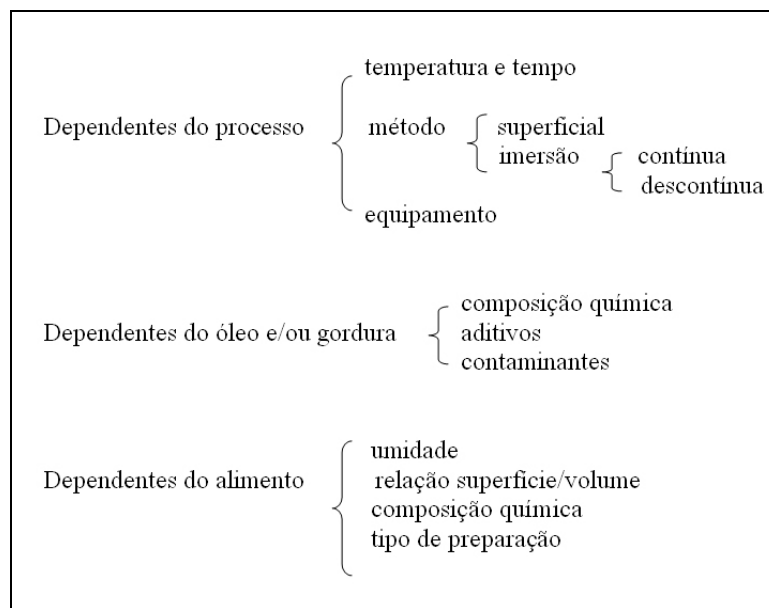 temperatura e tempo
Dependentes do processo
método
superficial
imersão
contínua
descontínua
equipamento
composição química
Dependentes do óleo e/ou gordura
aditivos
contaminantes
umidade
Dependentes do alimento
relação superfície/volume
composição química
tipo de preparação